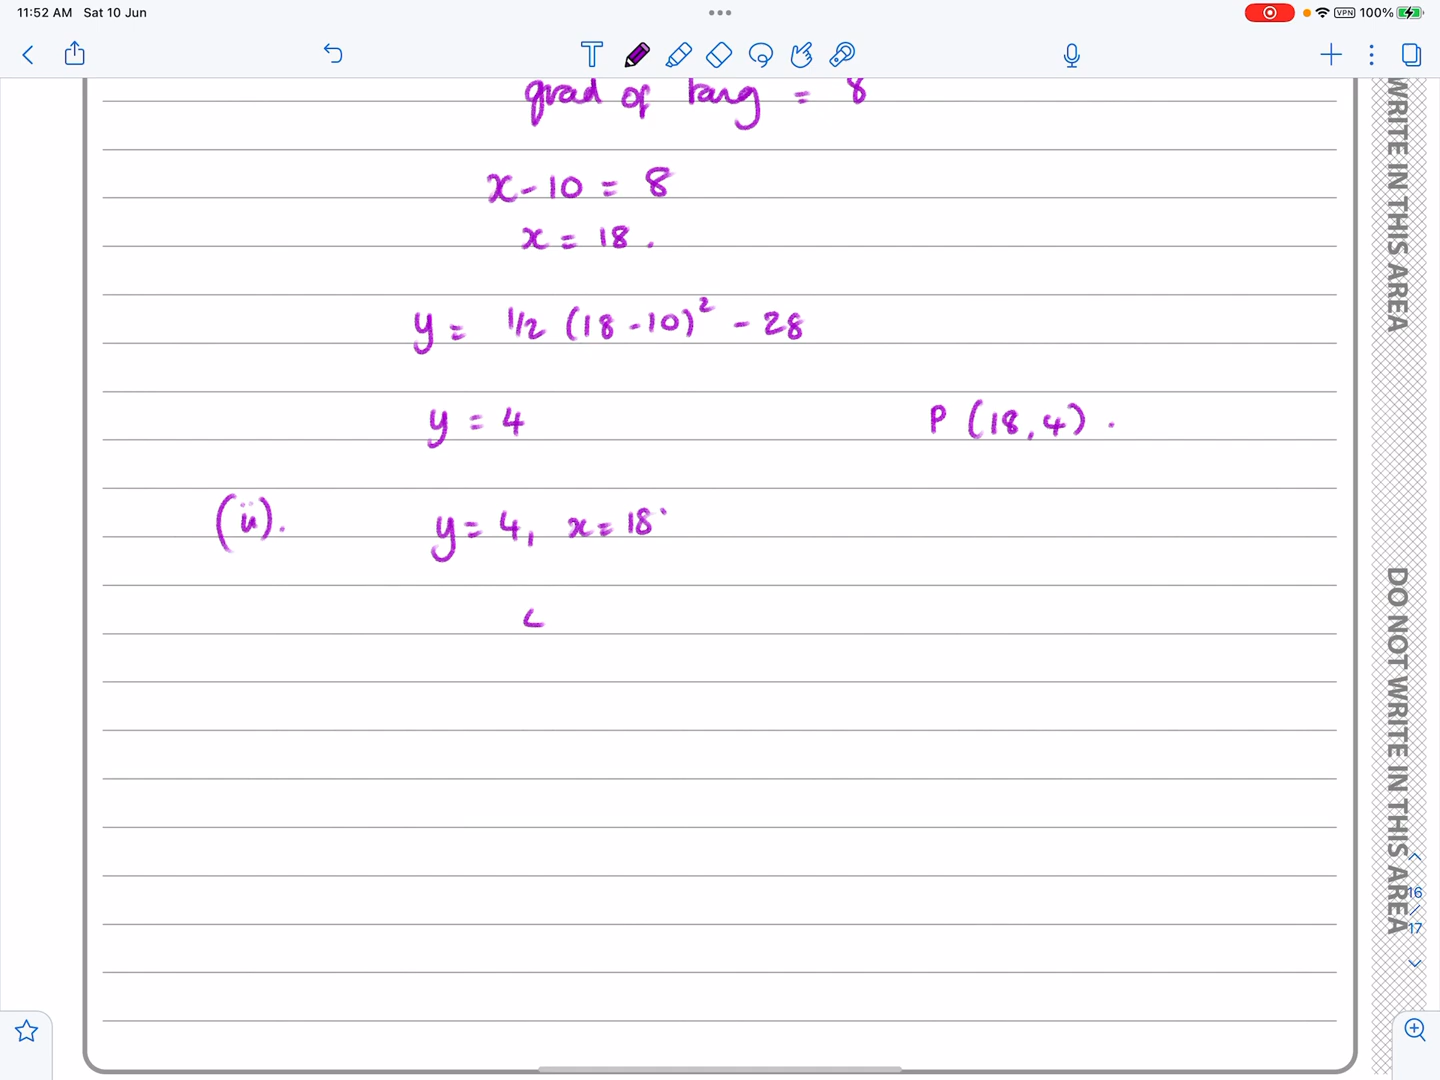 11:52 AM Sat 10 Jun
VPN 100%
T
grad of tang = 8
x - 10 = 8
x = 18 .
y = 1/2 (18 - 10)² - 28
y = 4
P (18, 4) .
(ii).
y = 4, x = 18
WRITE IN THIS AREA
DO NOT WRITE IN THIS AREA
16
/
17